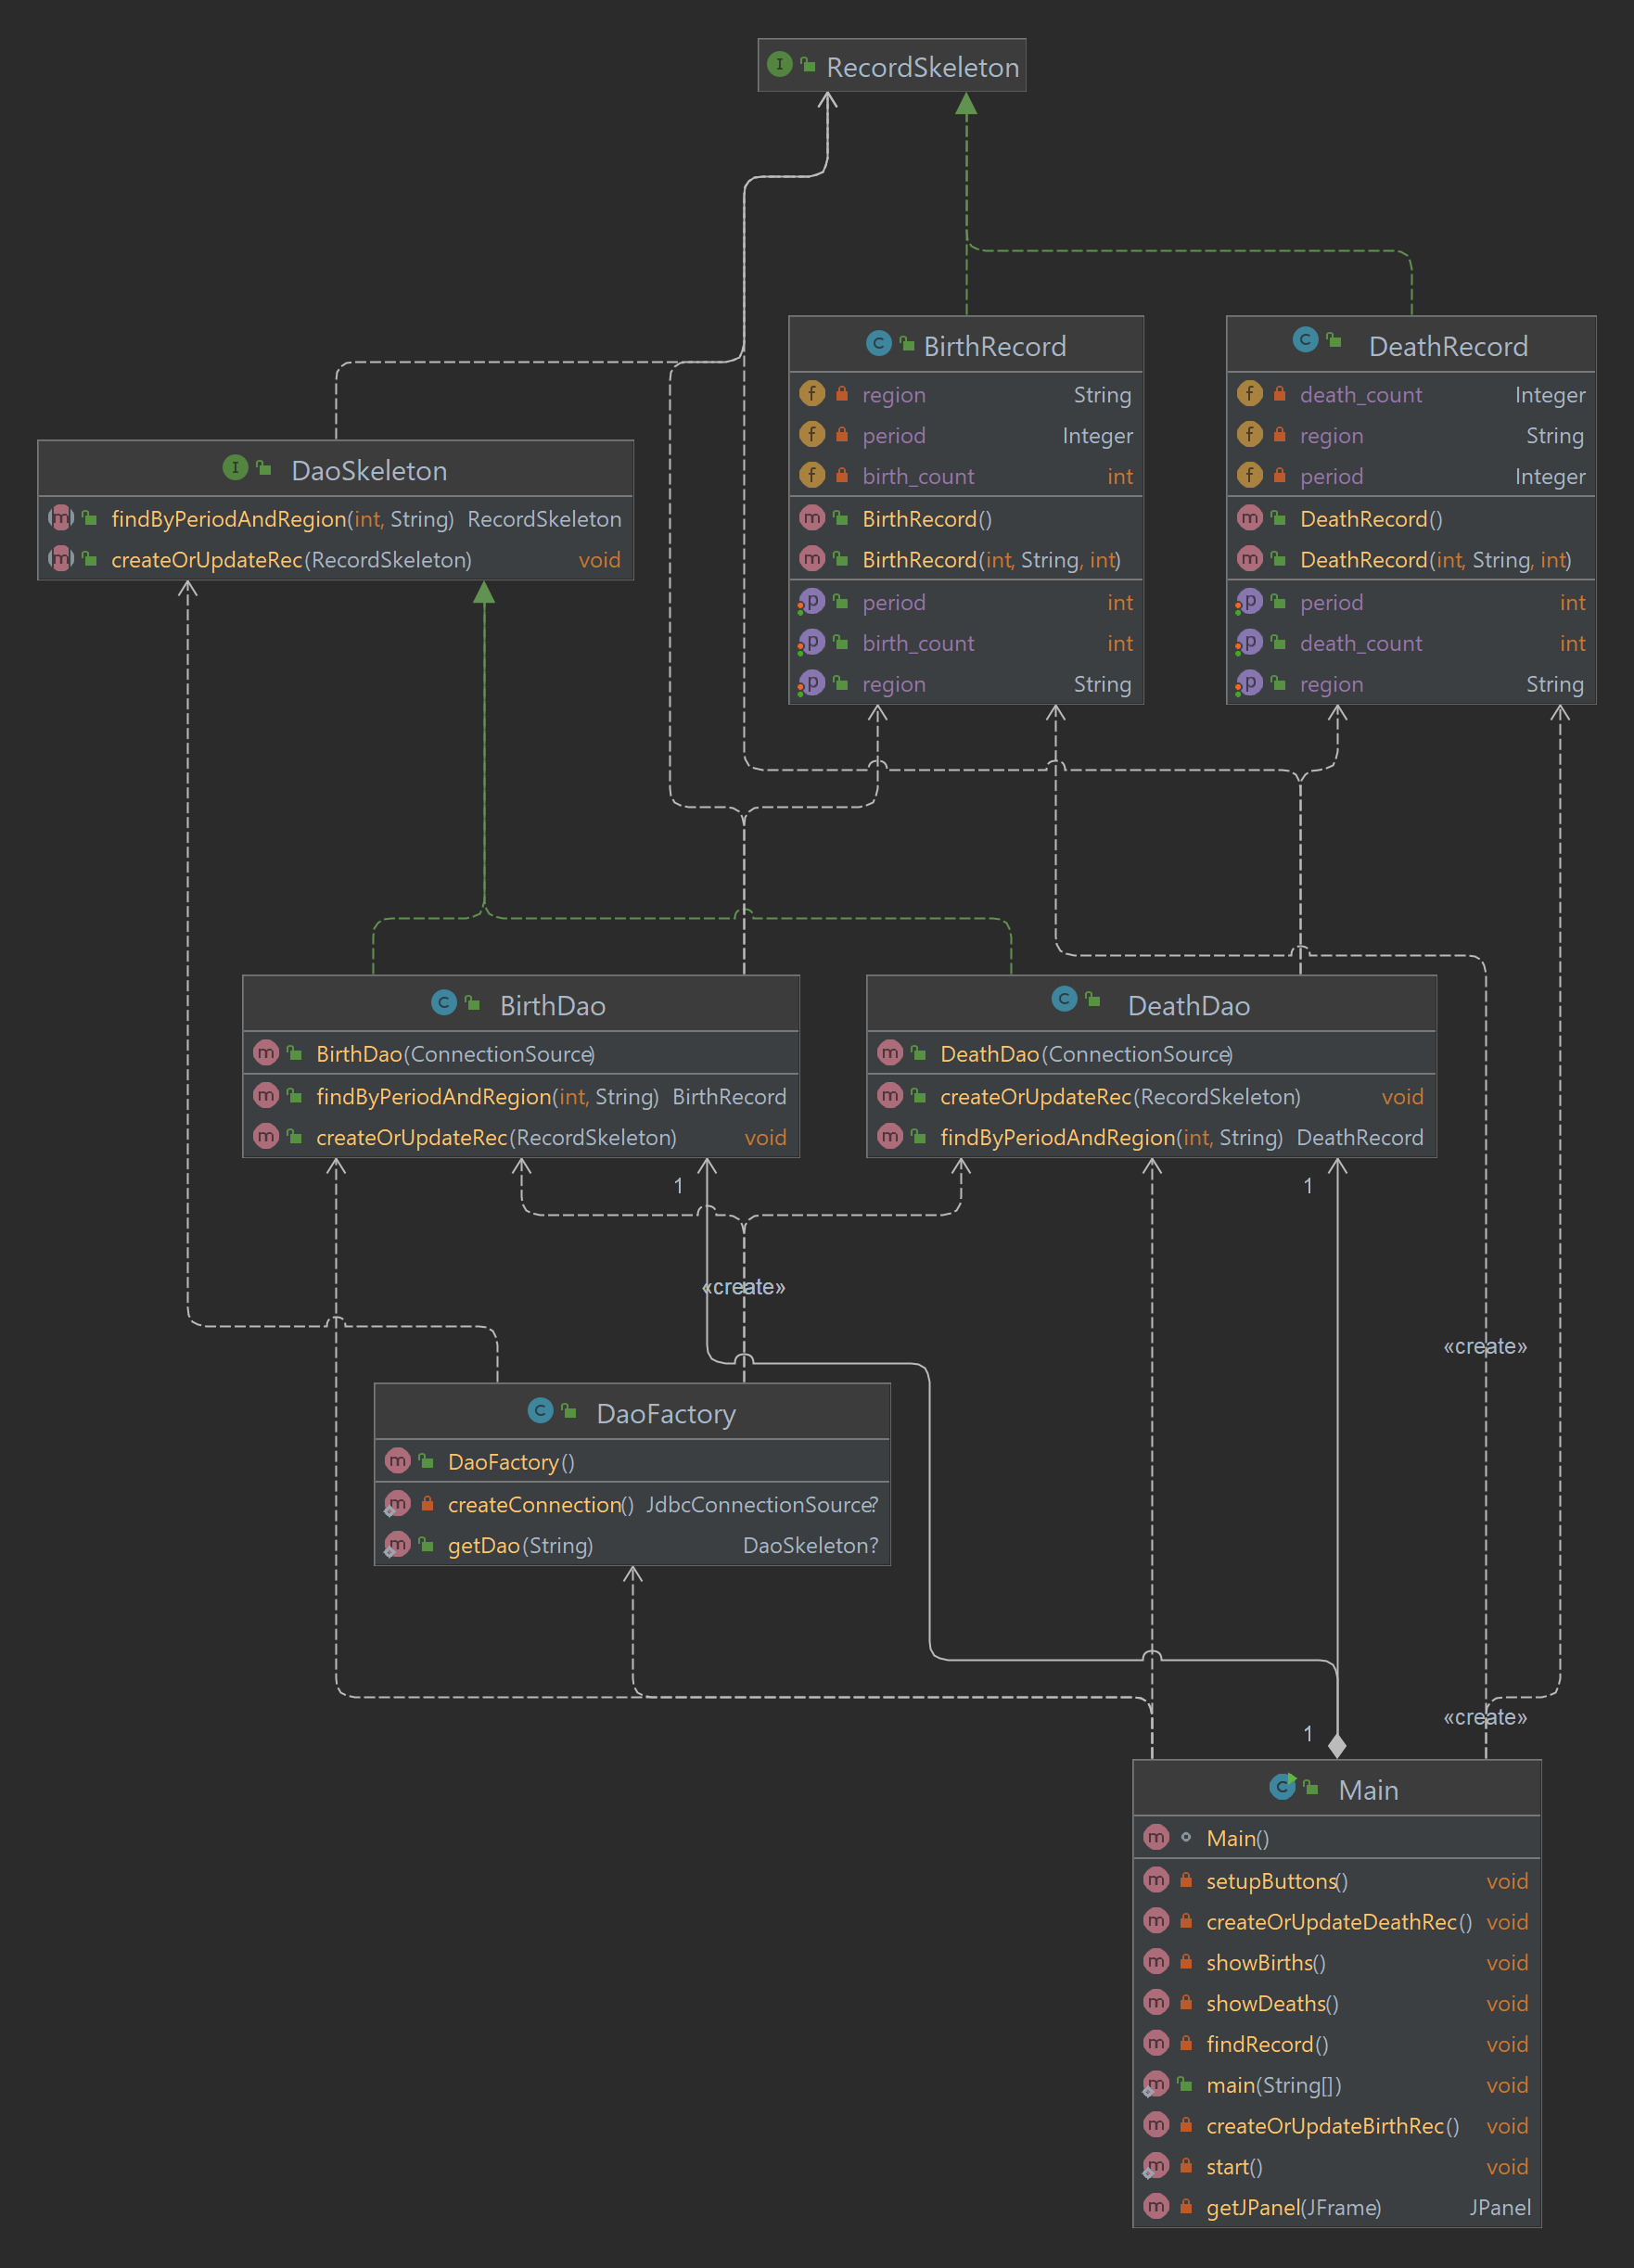 RecordSkeleton
BirthRecord
region String
period Integer
birth_count int
BirthRecord()
BirthRecord(int, String, int)
period int
birth_count int
region String
DeathRecord
death_count Integer
region String
period Integer
DeathRecord()
DeathRecord(int, String, int)
period int
death_count int
region String
DaoSkeleton
findByPeriodAndRegion(int, String) RecordSkeleton
createOrUpdateRec(RecordSkeleton) void
BirthDao
BirthDao(ConnectionSource)
findByPeriodAndRegion(int, String) BirthRecord
createOrUpdateRec(RecordSkeleton) void
DeathDao
DeathDao(ConnectionSource)
createOrUpdateRec(RecordSkeleton) void
findByPeriodAndRegion(int, String) DeathRecord
1
1
«create»
«create»
DaoFactory
DaoFactory()
createConnection() JdbcConnectionSource?
getDao(String) DaoSkeleton?
«create»
1
Main
Main()
setupButtons() void
createOrUpdateDeathRec() void
showBirths() void
showDeaths() void
findRecord() void
main(String[]) void
createOrUpdateBirthRec() void
start() void
getJPanel(JFrame) JPanel